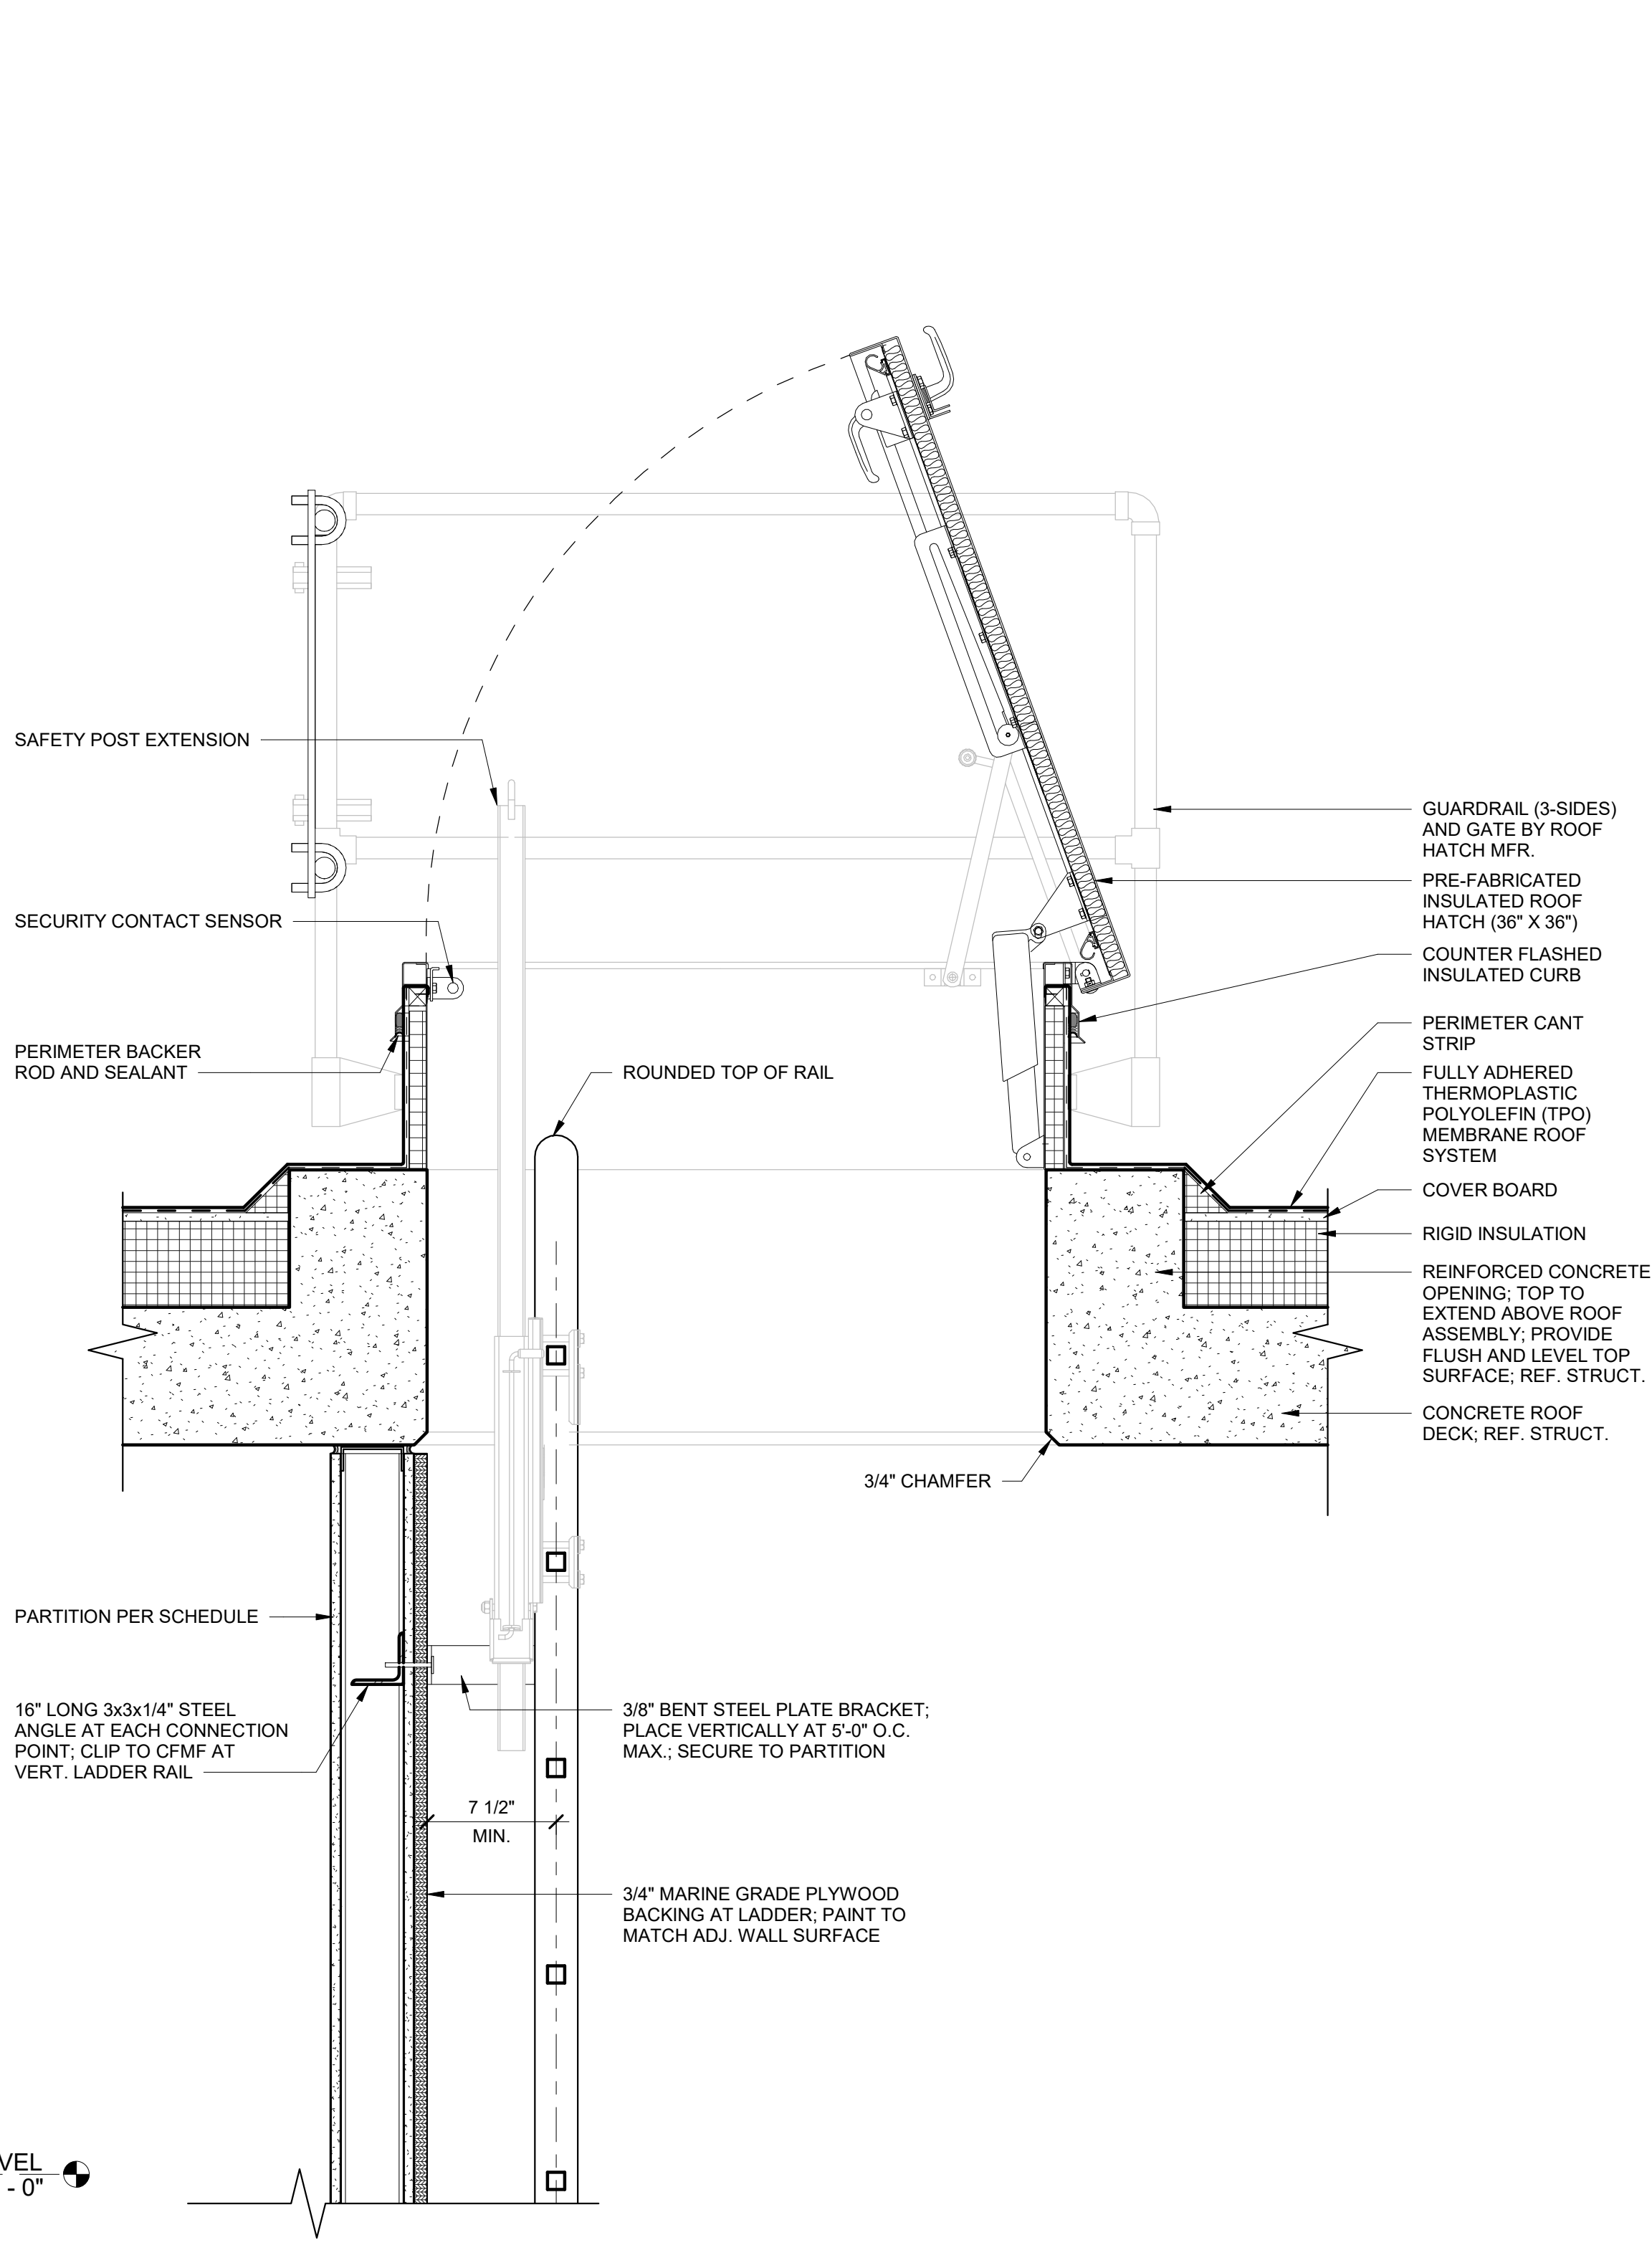 SAFETY POST EXTENSION
SECURITY CONTACT SENSOR
PERIMETER BACKER
ROD AND SEALANT
ROUNDED TOP OF RAIL
GUARDRAIL (3-SIDES)
AND GATE BY ROOF
HATCH MFR.
PRE-FABRICATED
INSULATED ROOF
HATCH (36" X 36")
COUNTER FLASHED
INSULATED CURB
PERIMETER CANT
STRIP
FULLY ADHERED
THERMOPLASTIC
POLYOLEFIN (TPO)
MEMBRANE ROOF
SYSTEM
COVER BOARD
RIGID INSULATION
REINFORCED CONCRETE
OPENING; TOP TO
EXTEND ABOVE ROOF
ASSEMBLY; PROVIDE
FLUSH AND LEVEL TOP
SURFACE; REF. STRUCT.
CONCRETE ROOF
DECK; REF. STRUCT.
3/4" CHAMFER
PARTITION PER SCHEDULE
16" LONG 3x3x1/4" STEEL
ANGLE AT EACH CONNECTION
POINT; CLIP TO CFMF AT
VERT. LADDER RAIL
3/8" BENT STEEL PLATE BRACKET;
PLACE VERTICALLY AT 5'-0" O.C.
MAX.; SECURE TO PARTITION
7 1/2"
MIN.
3/4" MARINE GRADE PLYWOOD
BACKING AT LADDER; PAINT TO
MATCH ADJ. WALL SURFACE
VEL
- 0"